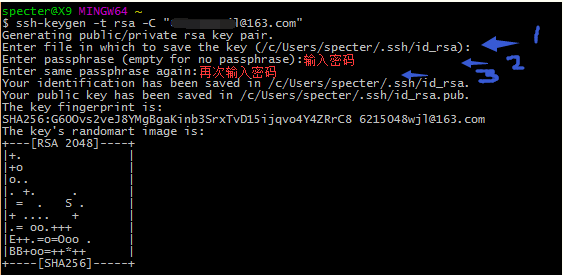 specter@X9 MINGW64 ~
$ ssh-keygen -t rsa -C "jl@163.com"
Generating public/private rsa key pair.
Enter file in which to save the key (/c/Users/specter/.ssh/id_rsa): 1
Enter passphrase (empty for no passphrase):输入密码 2
Enter same passphrase again:再次输入密码 3
Your identification has been saved in /c/Users/specter/.ssh/id_rsa.
Your public key has been saved in /c/Users/specter/.ssh/id_rsa.pub.
The key fingerprint is:
SHA256:G6OOvs2veJ8YMgBgaKinb3SrxTvD15ijqvo4Y4ZRrC8 6215048wjl@163.com
The key's randomart image is:
+---[RSA 2048]----+
|+.               |
|+o               |
|o..              |
|. +.     .       |
| =  .   S .      |
|+ ....   +       |
|.= oo.+++        |
|E++.=o=Ooo .     |
|BB+oo=++*++      |
+----[SHA256]-----+